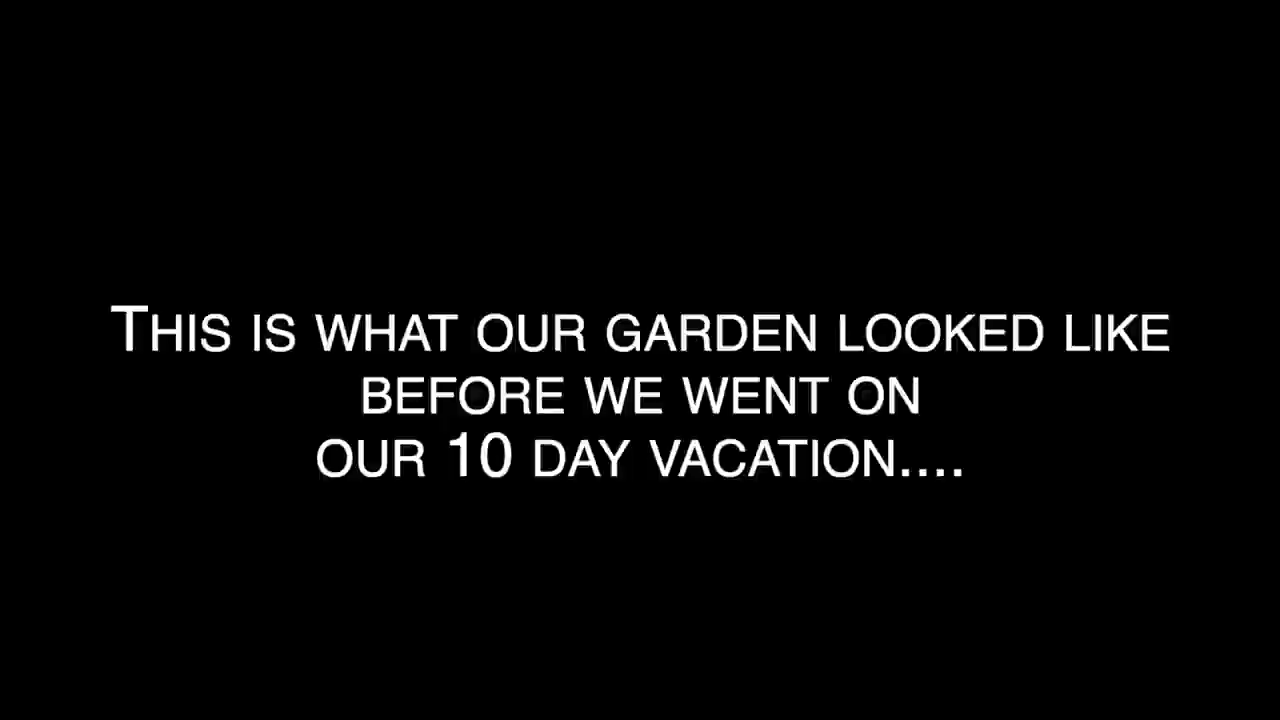 This is what our garden looked like
before we went on
our 10 day vacation....